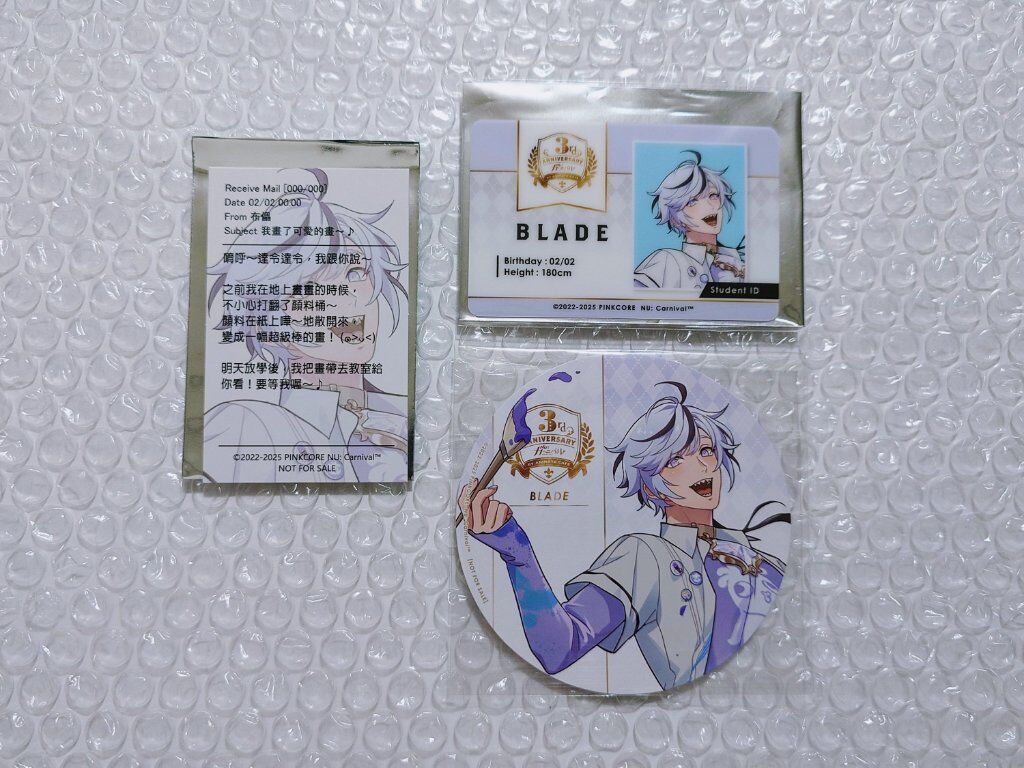 Receive Mail [000/000]
Date 02/02 00:00
From 布儡
Subject 我畫了可愛的畫~♪
嗚呼~達令達令，我跟你說~
之前我在地上畫畫的時候，
不小心打翻了顏料桶~
顏料在紙上嘩~地散開來，
變成一幅超級棒的畫！
明天放學後，我把畫帶去教室給
你看！要等我喔~♪
©2022-2025 PINKCORE NU: Carnival™
NOT FOR SALE
3rd
ANNIVERSARY
BLADE
Birthday : 02/02
Height : 180cm
Student ID
©2022-2025 PINKCORE NU: Carnival™
3rd
ANNIVERSARY
BLADE
[NOT FOR SALE]